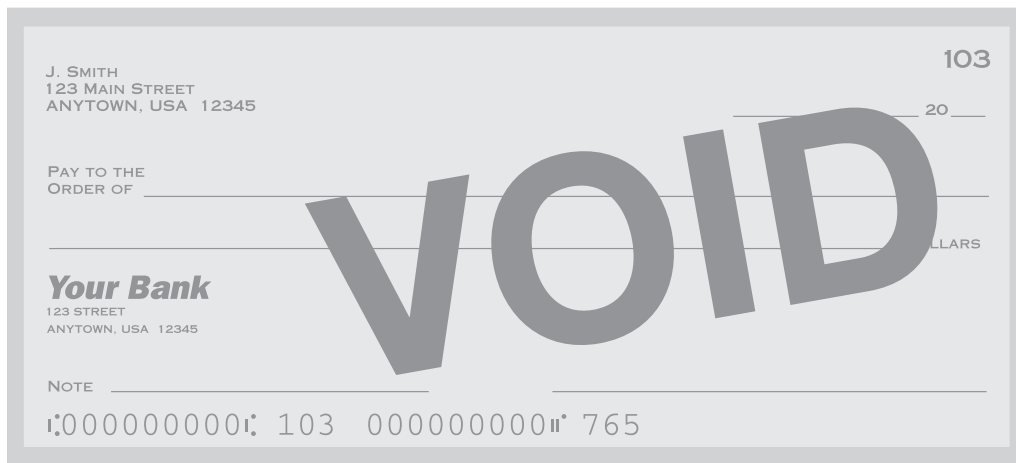 103
J. SMITH
123 MAIN STREET
ANYTOWN, USA 12345
20
PAY TO THE
ORDER OF
VOID
LLARS
Your Bank
123 STREET
ANYTOWN, USA 12345
NOTE
⑆000000000⑆ 103 000000000⑈ 765